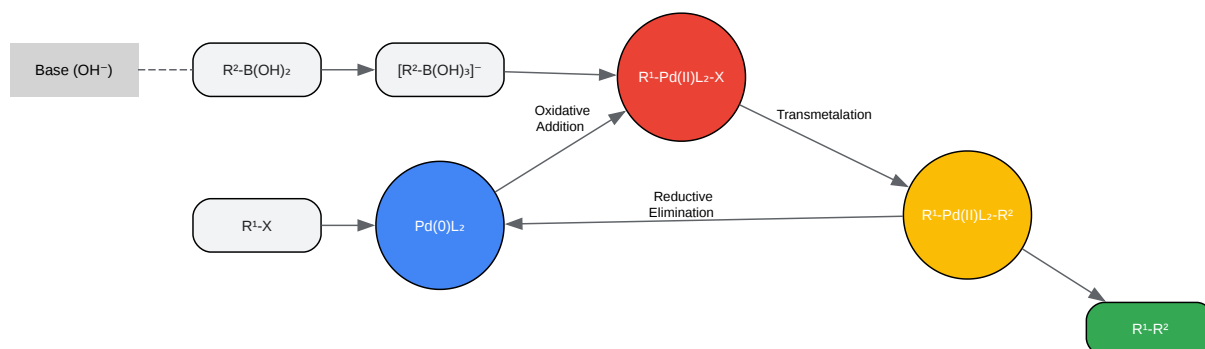 Base (OH⁻)
R²-B(OH)₂
[R²-B(OH)₃]⁻
R¹-Pd(II)L₂-X
Oxidative
Addition
Transmetalation
R¹-X
Pd(0)L₂
Reductive
Elimination
R¹-Pd(II)L₂-R²
R¹-R²